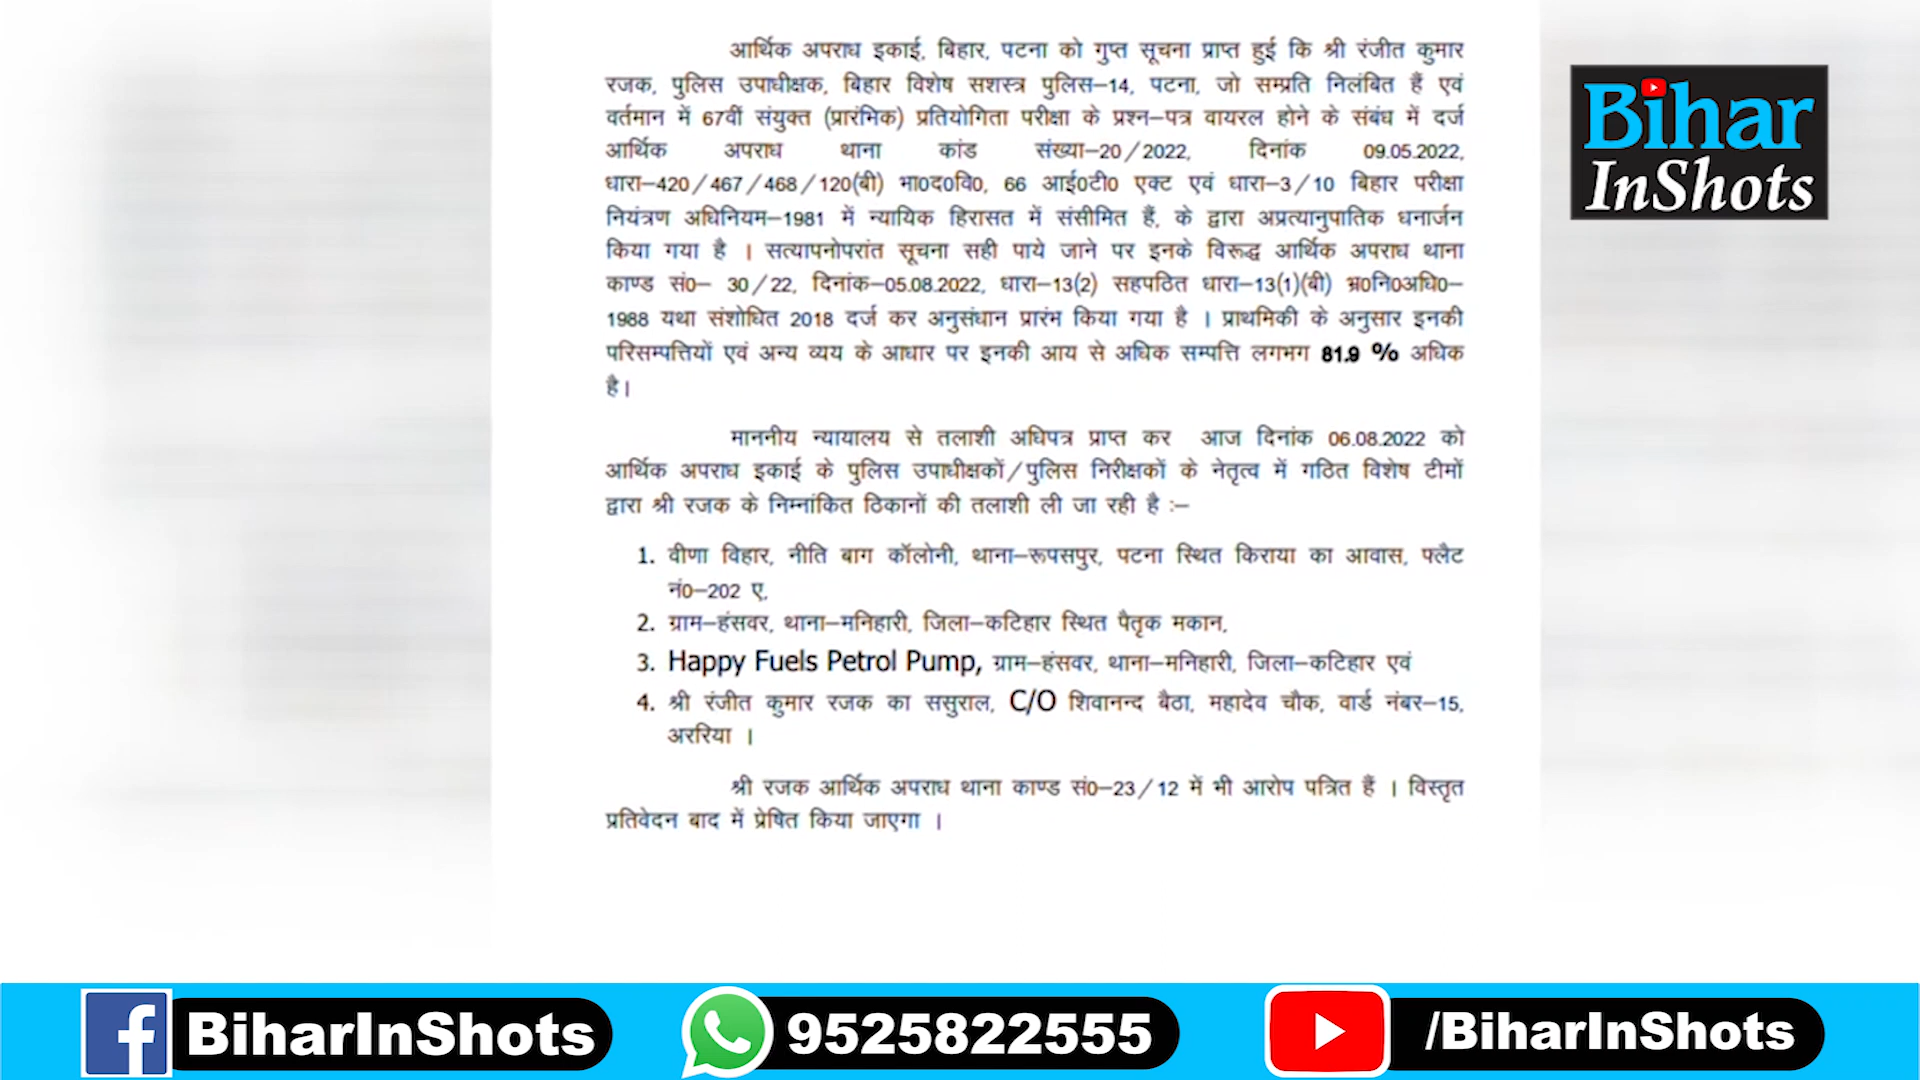 आर्थिक अपराध इकाई, बिहार, पटना को गुप्त सूचना प्राप्त हुई कि श्री रंजीत कुमार
रजक, पुलिस उपाधीक्षक, बिहार विशेष सशस्त्र पुलिस–14, पटना, जो सम्प्रति निलंबित हैं एवं
वर्तमान में 67वीं संयुक्त (प्रारंभिक) प्रतियोगिता परीक्षा के प्रश्न–पत्र वायरल होने के संबंध में दर्ज
आर्थिक अपराध थाना कांड संख्या–20/2022, दिनांक 09.05.2022,
धारा–420/467/468/120(बी) भा0द0वि0, 66 आई0टी0 एक्ट एवं धारा–3/10 बिहार परीक्षा
नियंत्रण अधिनियम–1981 में न्यायिक हिरासत में संसीमित हैं, के द्वारा अप्रत्यानुपातिक धनार्जन
किया गया है । सत्यापनोपरांत सूचना सही पाये जाने पर इनके विरूद्ध आर्थिक अपराध थाना
काण्ड सं0– 30/22, दिनांक–05.08.2022, धारा–13(2) सहपठित धारा–13(1)(बी) भ्र0नि0अधि0–
1988 यथा संशोधित 2018 दर्ज कर अनुसंधान प्रारंभ किया गया है । प्राथमिकी के अनुसार इनकी
परिसम्पत्तियों एवं अन्य व्यय के आधार पर इनकी आय से अधिक सम्पत्ति लगभग 81.9 % अधिक
है।
माननीय न्यायालय से तलाशी अधिपत्र प्राप्त कर आज दिनांक 06.08.2022 को
आर्थिक अपराध इकाई के पुलिस उपाधीक्षकों/पुलिस निरीक्षकों के नेतृत्व में गठित विशेष टीमों
द्वारा श्री रजक के निम्नांकित ठिकानों की तलाशी ली जा रही है :–
1. वीणा विहार, नीति बाग कॉलोनी, थाना–रूपसपुर, पटना स्थित किराया का आवास, फ्लैट
नं0–202 ए,
2. ग्राम–हंसवर, थाना–मनिहारी, जिला–कटिहार स्थित पैतृक मकान,
3. Happy Fuels Petrol Pump, ग्राम–हंसवर, थाना–मनिहारी, जिला–कटिहार एवं
4. श्री रंजीत कुमार रजक का ससुराल, C/O शिवानन्द बैठा, महादेव चौक, वार्ड नंबर–15,
अररिया ।
श्री रजक आर्थिक अपराध थाना काण्ड सं0–23/12 में भी आरोप पत्रित हैं । विस्तृत
प्रतिवेदन बाद में प्रेषित किया जाएगा ।
Bihar
InShots
BiharInShots
9525822555
/BiharInShots